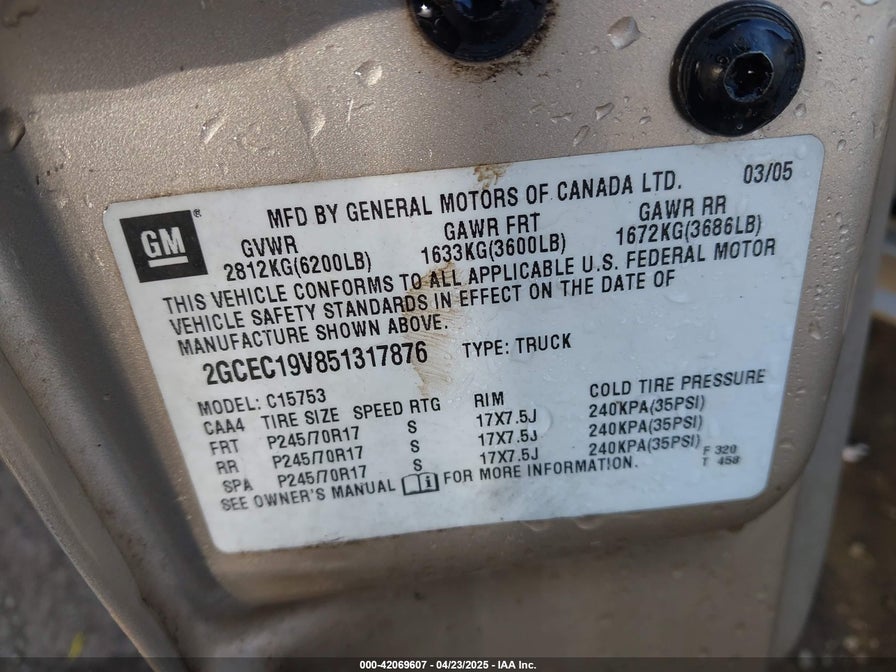 03/05
MFD BY GENERAL MOTORS OF CANADA LTD.
GM®
GVWR GAWR FRT GAWR RR
2812KG(6200LB) 1633KG(3600LB) 1672KG(3686LB)
THIS VEHICLE CONFORMS TO ALL APPLICABLE U.S. FEDERAL MOTOR
VEHICLE SAFETY STANDARDS IN EFFECT ON THE DATE OF
MANUFACTURE SHOWN ABOVE.
2GCEC19V851317876 TYPE: TRUCK
MODEL: C15753
CAA4 TIRE SIZE SPEED RTG RIM COLD TIRE PRESSURE
FRT P245/70R17 S 17X7.5J 240KPA(35PSI)
RR P245/70R17 S 17X7.5J 240KPA(35PSI)
SPA P245/70R17 S 17X7.5J 240KPA(35PSI)
SEE OWNER'S MANUAL FOR MORE INFORMATION.
F 320
T 458
000-42069607 - 04/23/2025 - IAA Inc.